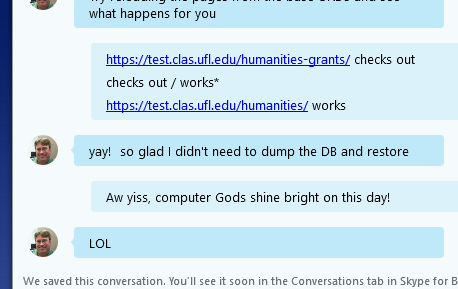 what happens for you
https://test.clas.ufl.edu/humanities-grants/ checks out
checks out / works*
https://test.clas.ufl.edu/humanities/ works
yay! so glad I didn't need to dump the DB and restore
Aw yiss, computer Gods shine bright on this day!
LOL
We saved this conversation. You'll see it soon in the Conversations tab in Skype for B